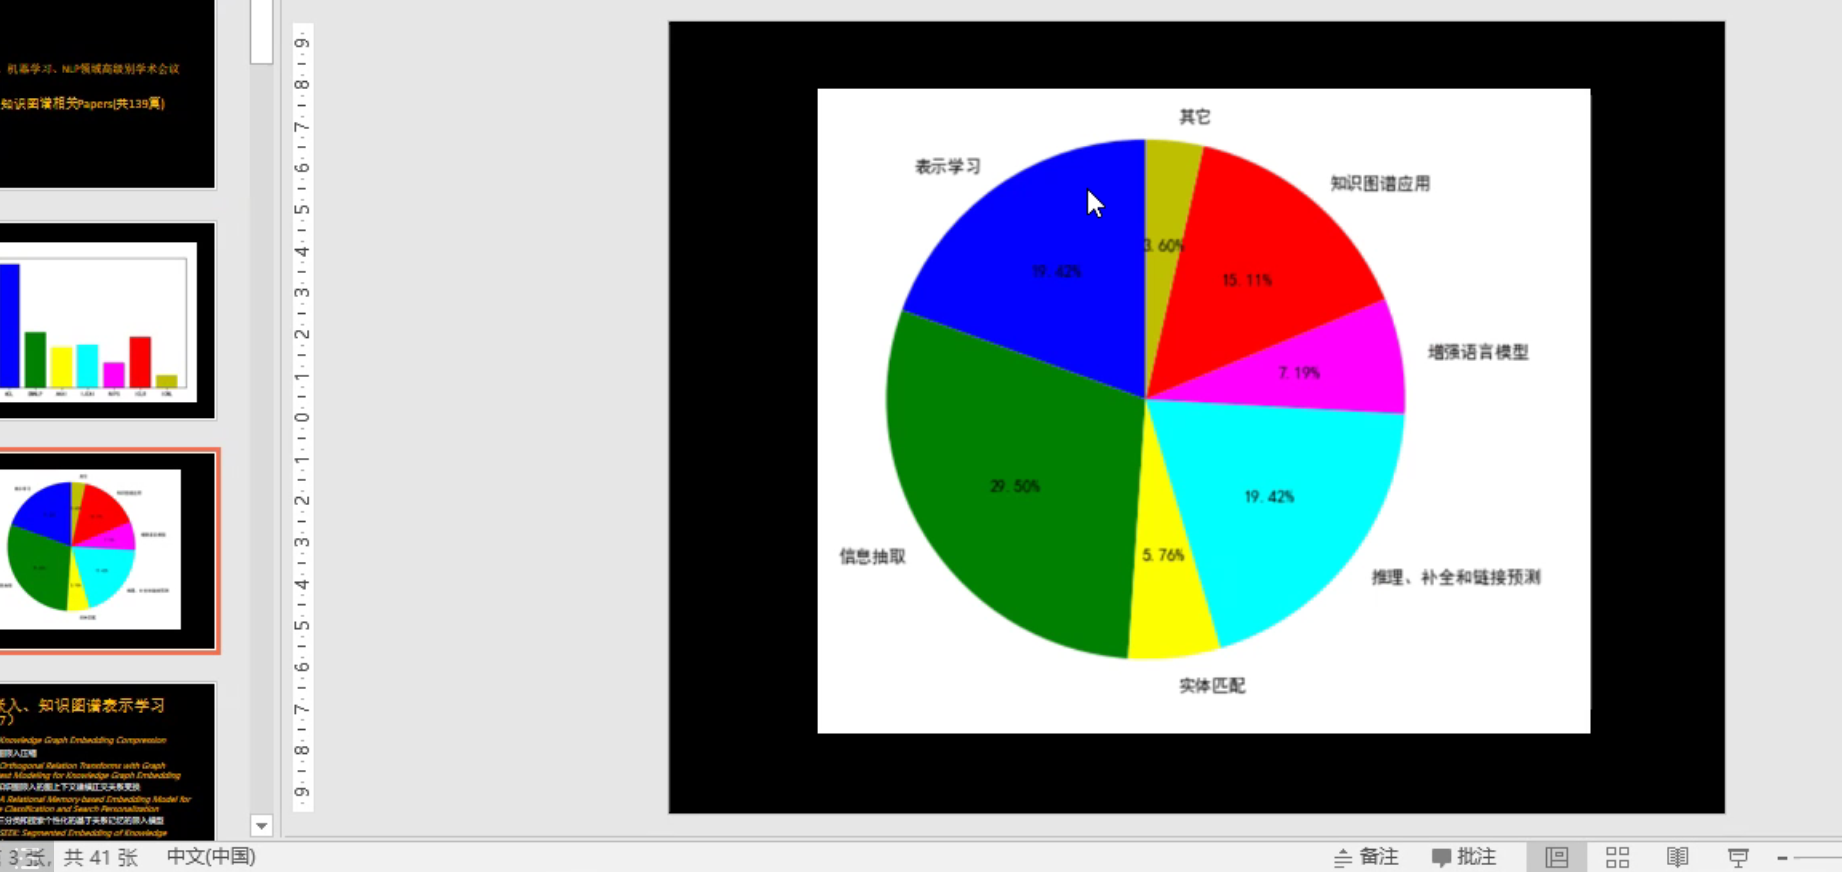 机器学习、NLP领域高级别学术会议
知识图谱相关Papers(共139篇)
嵌入、知识图谱表示学习
7)
Knowledge Graph Embedding Compression
Orthogonal Relation Transforms with Graph
Modeling for Knowledge Graph Embedding
A Relational Memory-based Embedding Model for
Classification and Search Personalization
STEK: Segmented Embedding of Knowledge
9
8
7
6
5
4
3
2
1
0
1
2
3
4
5
6
7
8
9
其它
表示学习
知识图谱应用
3.60%
19.42%
15.11%
增强语言模型
7.19%
29.50%
19.42%
信息抽取
5.76%
推理、补全和链接预测
实体匹配
3 张，共 41 张
中文(中国)
备注
批注